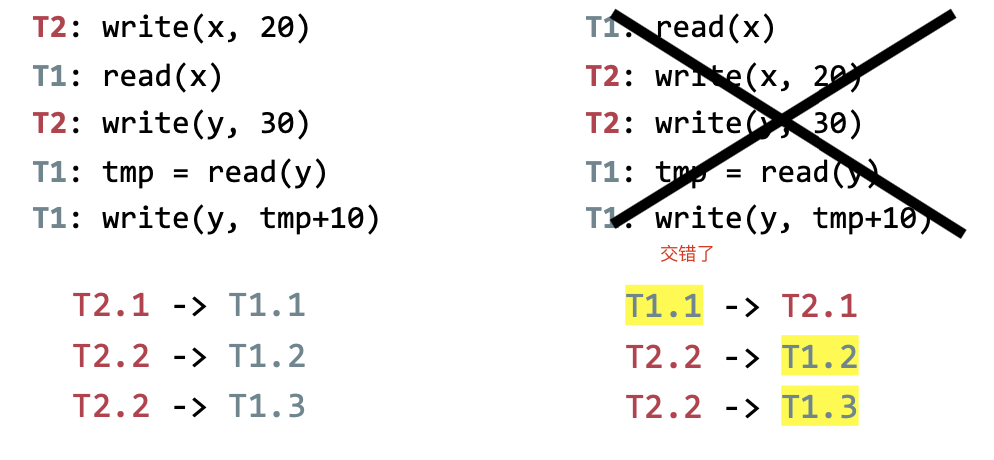 T2: write(x, 20)
T1: read(x)
T2: write(y, 30)
T1: tmp = read(y)
T1: write(y, tmp+10)
T2.1 -> T1.1
T2.2 -> T1.2
T2.2 -> T1.3
T1: read(x)
T2: write(x, 20)
T2: write(y, 30)
T1: tmp = read(y)
T1: write(y, tmp+10)
交错了
T1.1 -> T2.1
T2.2 -> T1.2
T2.2 -> T1.3